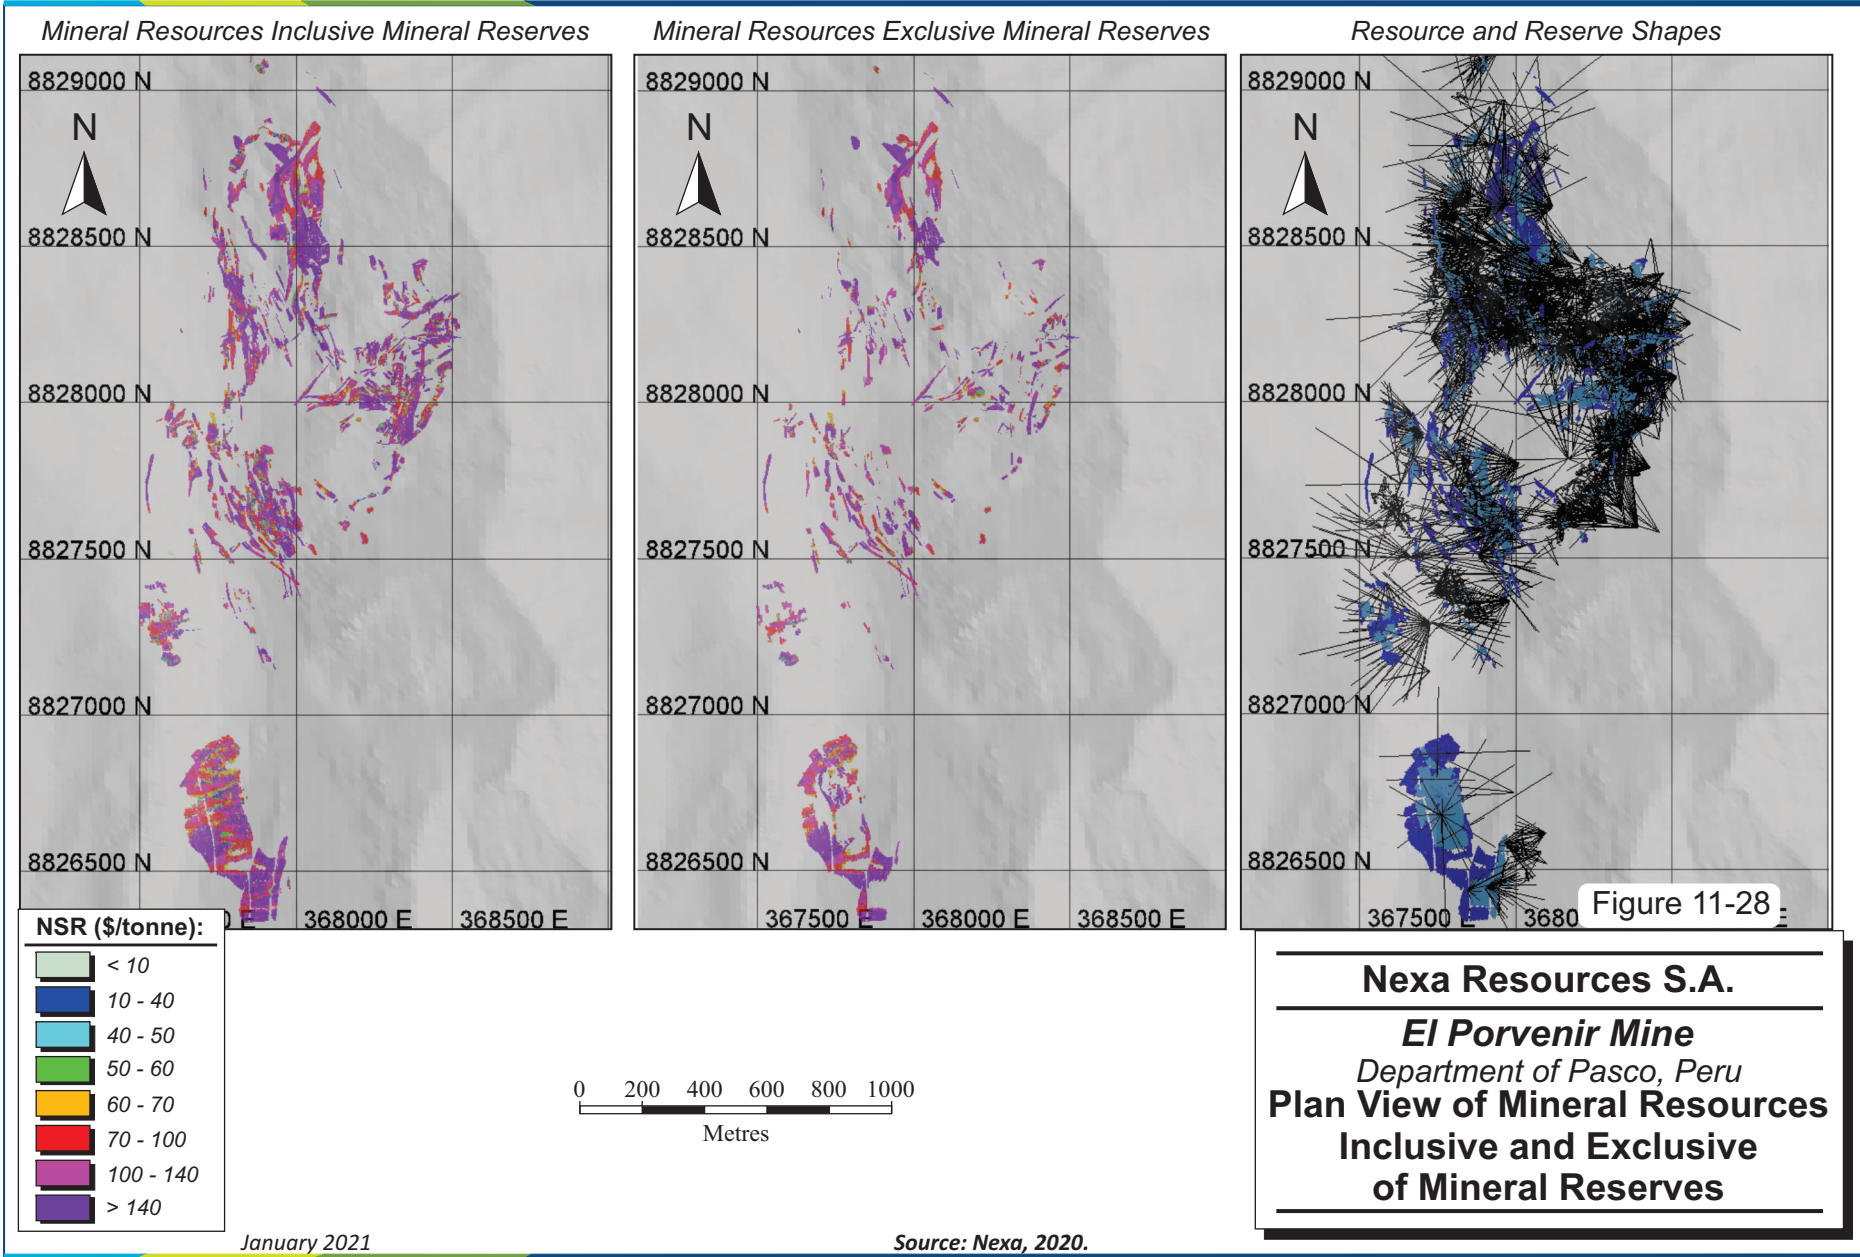 Mineral Resources Inclusive Mineral Reserves
Mineral Resources Exclusive Mineral Reserves
Resource and Reserve Shapes
8829000 N
N
8828500 N
8828000 N
8827500 N
8827000 N
8826500 N
E
368000 E
368500 E
8829000 N
N
8828500 N
8828000 N
8827500 N
8827000 N
8826500 N
367500 E
368000 E
368500 E
8829000 N
N
8828500 N
8828000 N
8827500 N
8827000 N
8826500 N
367500 E
3680
E
Figure 11-28
NSR ($/tonne):
< 10
10 - 40
40 - 50
50 - 60
60 - 70
70 - 100
100 - 140
> 140
0 200 400 600 800 1000
Metres
Nexa Resources S.A.
El Porvenir Mine
Department of Pasco, Peru
Plan View of Mineral Resources
Inclusive and Exclusive
of Mineral Reserves
January 2021
Source: Nexa, 2020.